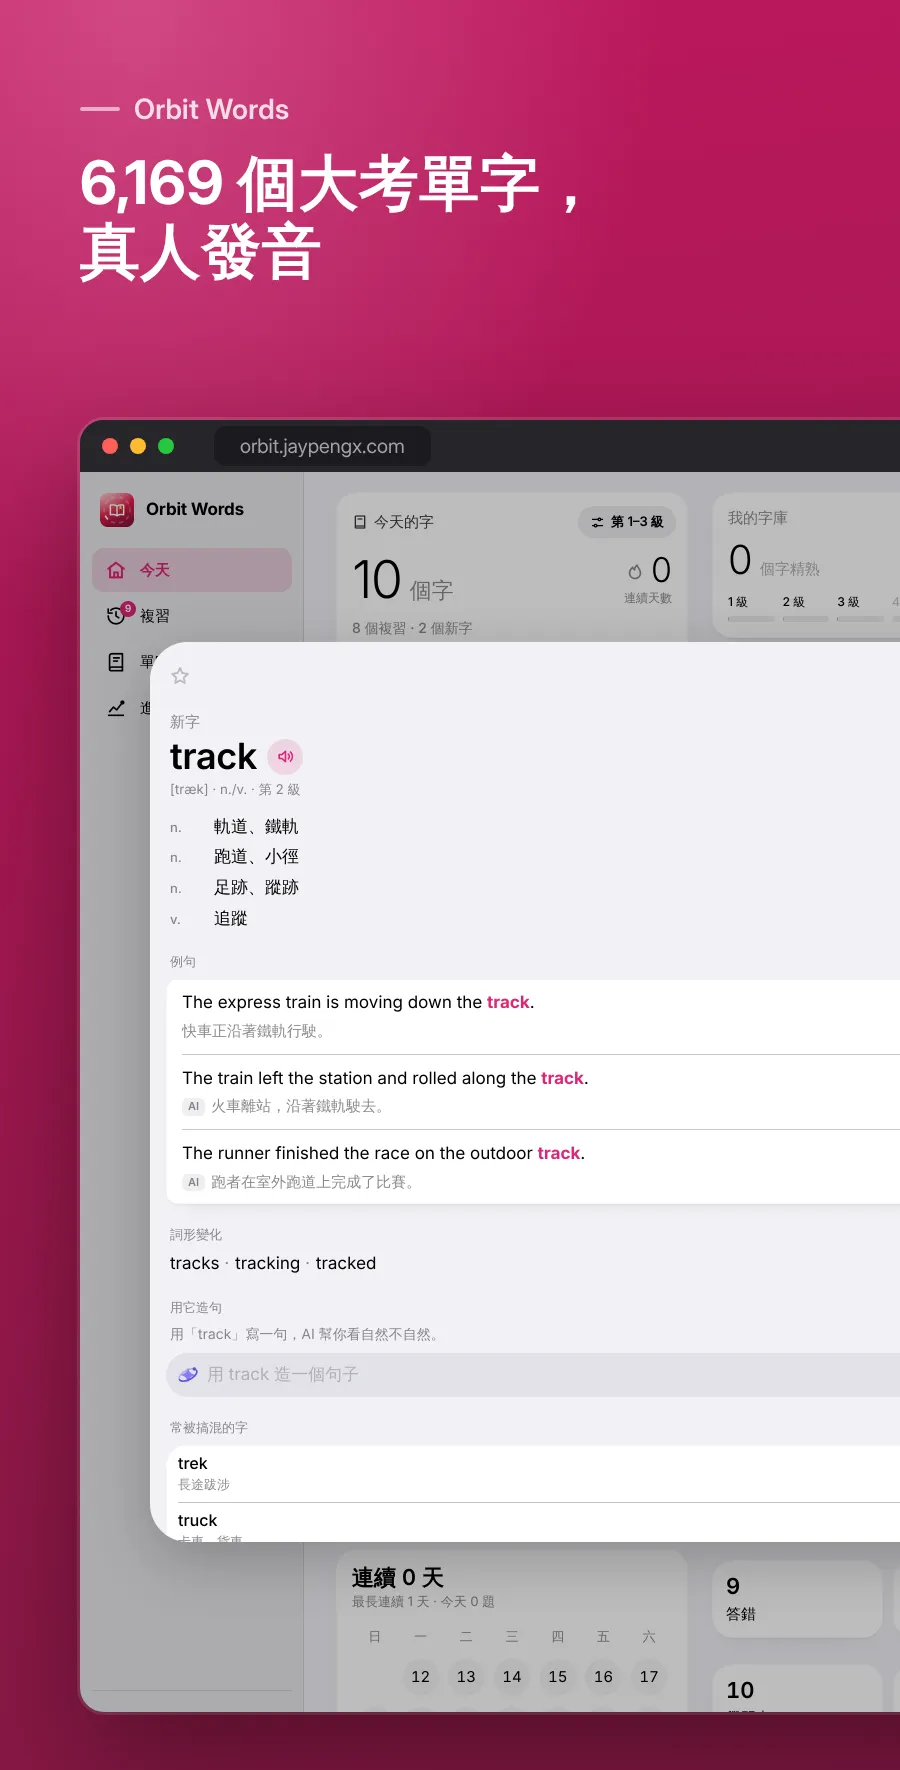 Orbit Words
6,169 個大考單字，
真人發音
orbit.jaypengx.com
Orbit Words
今天
9
複習
單
進
今天的字
第 1–3 級
10 個字
0
連續天數
8 個複習 · 2 個新字
我的字庫
0 個字精熟
1 級
2 級
3 級
4
新字
track
[træk] · n./v. · 第 2 級
n. 軌道、鐵軌
n. 跑道、小徑
n. 足跡、蹤跡
v. 追蹤
例句
The express train is moving down the track.
快車正沿著鐵軌行駛。
The train left the station and rolled along the track.
AI 火車離站，沿著鐵軌駛去。
The runner finished the race on the outdoor track.
AI 跑者在室外跑道上完成了比賽。
詞形變化
tracks · tracking · tracked
用它造句
用「track」寫一句，AI 幫你看自然不自然。
用 track 造一個句子
常被搞混的字
trek
長途跋涉
truck
卡車、貨車
連續 0 天
最長連續 1 天 · 今天 0 題
日 一 二 三 四 五 六
12 13 14 15 16 17
9
答錯
10